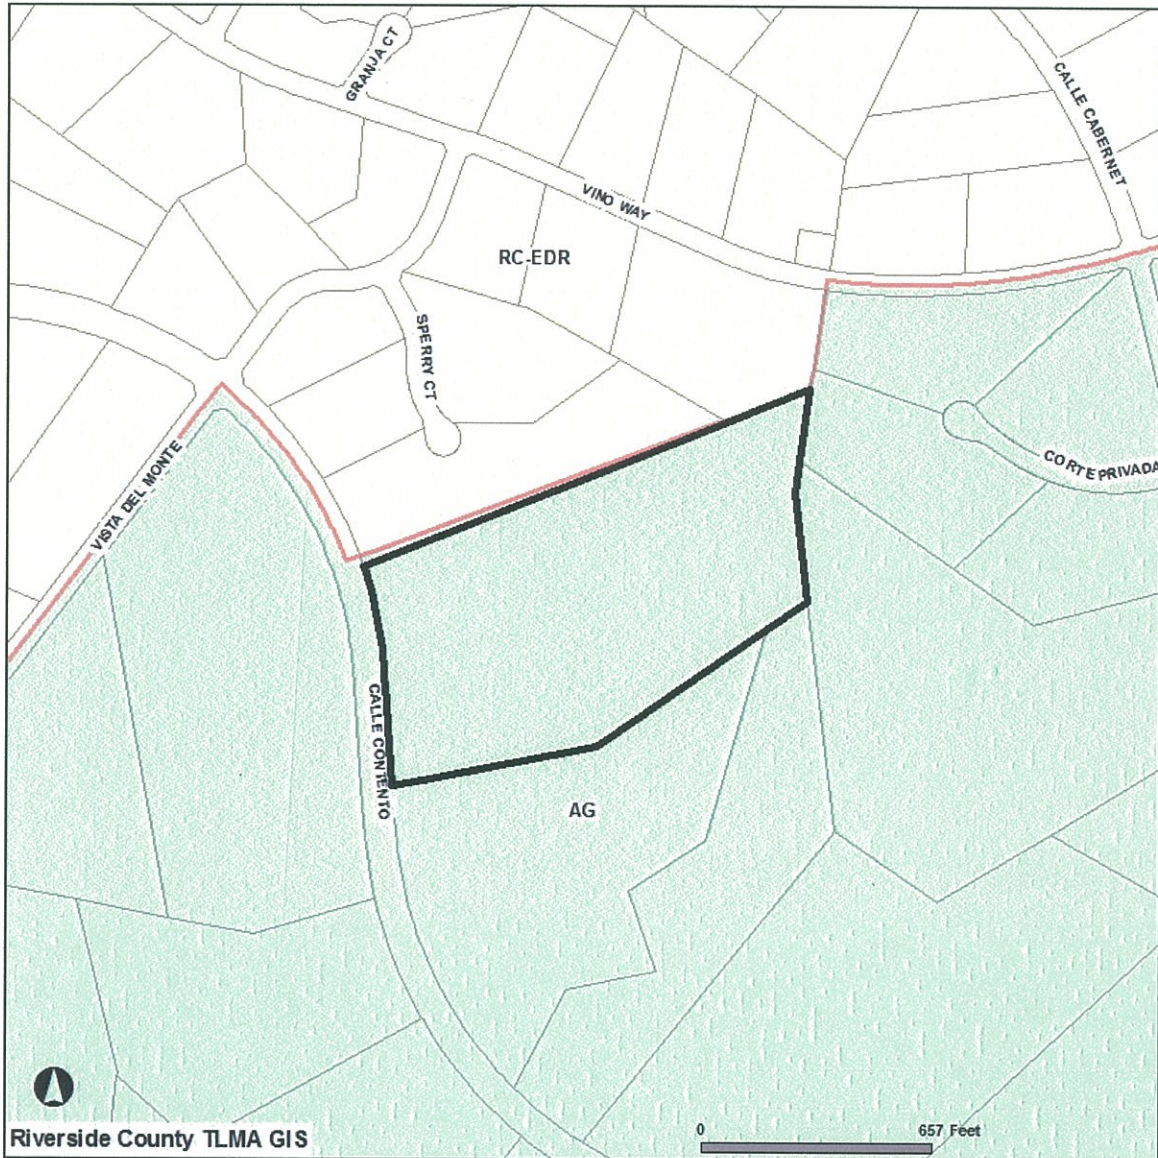 GRANJA CT
CALLE CABERNET
VINO WAY
RC-EDR
SPERRY CT
VISTA DEL MONTE
CORTE PRIVADA
CALLE CONTENTO
AG
Riverside County TLMA GIS
0
657 Feet